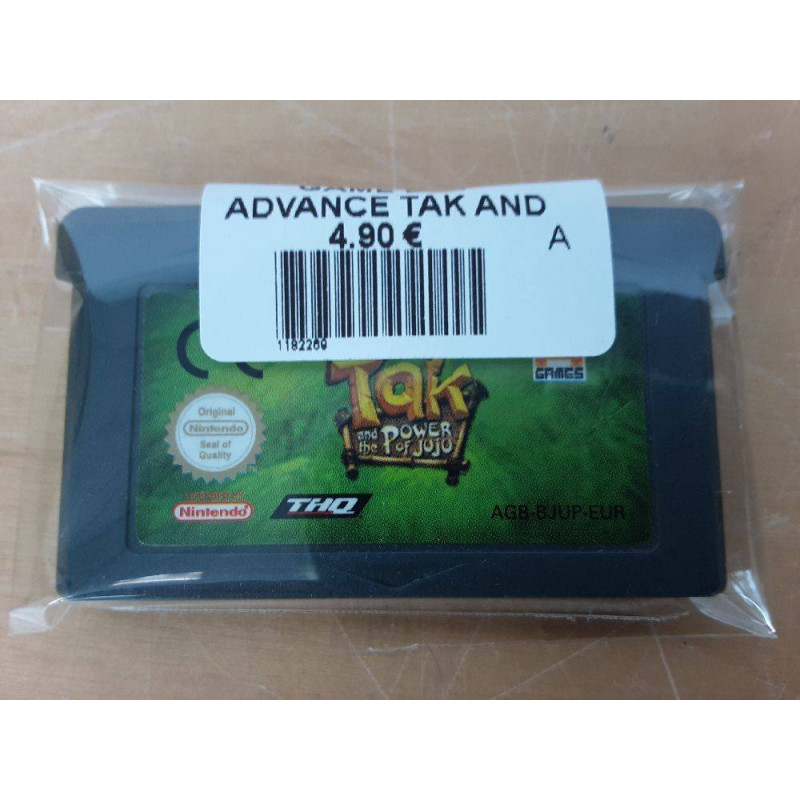 ADVANCE TAK AND
4.90 €
A
1182269
GAMES
Tak
and the POWER of JUJU
Original
Nintendo
Seal of
Quality
Nintendo
THQ
AGB-BJUP-EUR